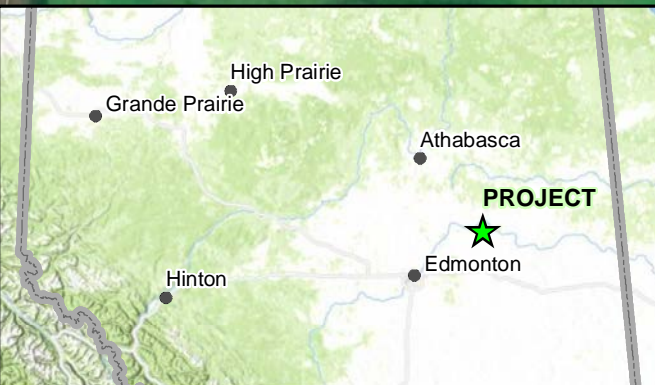 High Prairie
Grande Prairie
Athabasca
PROJECT
Edmonton
Hinton